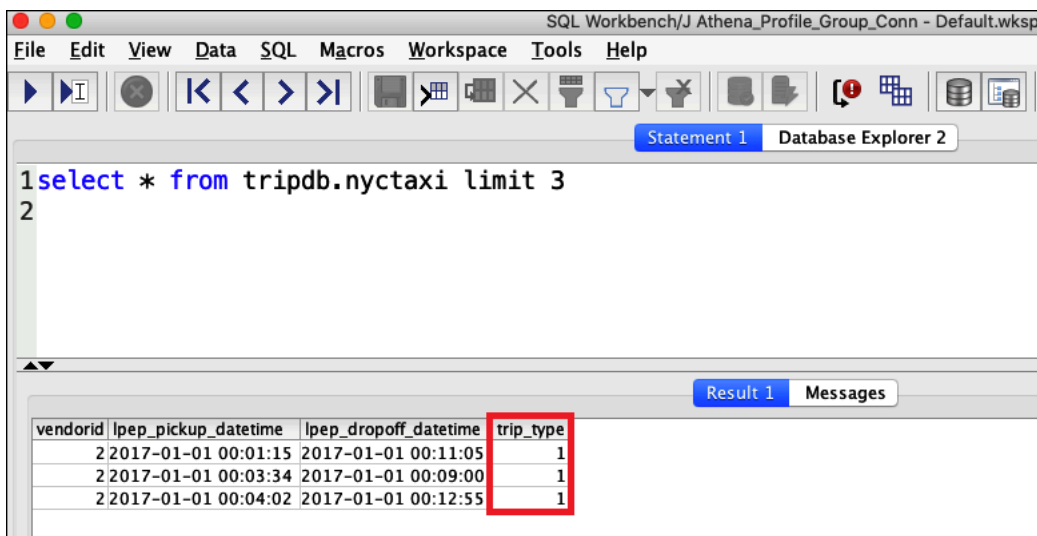 SQL Workbench/J Athena_Profile_Group_Conn - Default.wksp
File Edit View Data SQL Macros Workspace Tools Help
Statement 1 Database Explorer 2
1 select * from tripdb.nyctaxi limit 3
2
Result 1 Messages
vendorid lpep_pickup_datetime lpep_dropoff_datetime trip_type
2 2017-01-01 00:01:15 2017-01-01 00:11:05 1
2 2017-01-01 00:03:34 2017-01-01 00:09:00 1
2 2017-01-01 00:04:02 2017-01-01 00:12:55 1